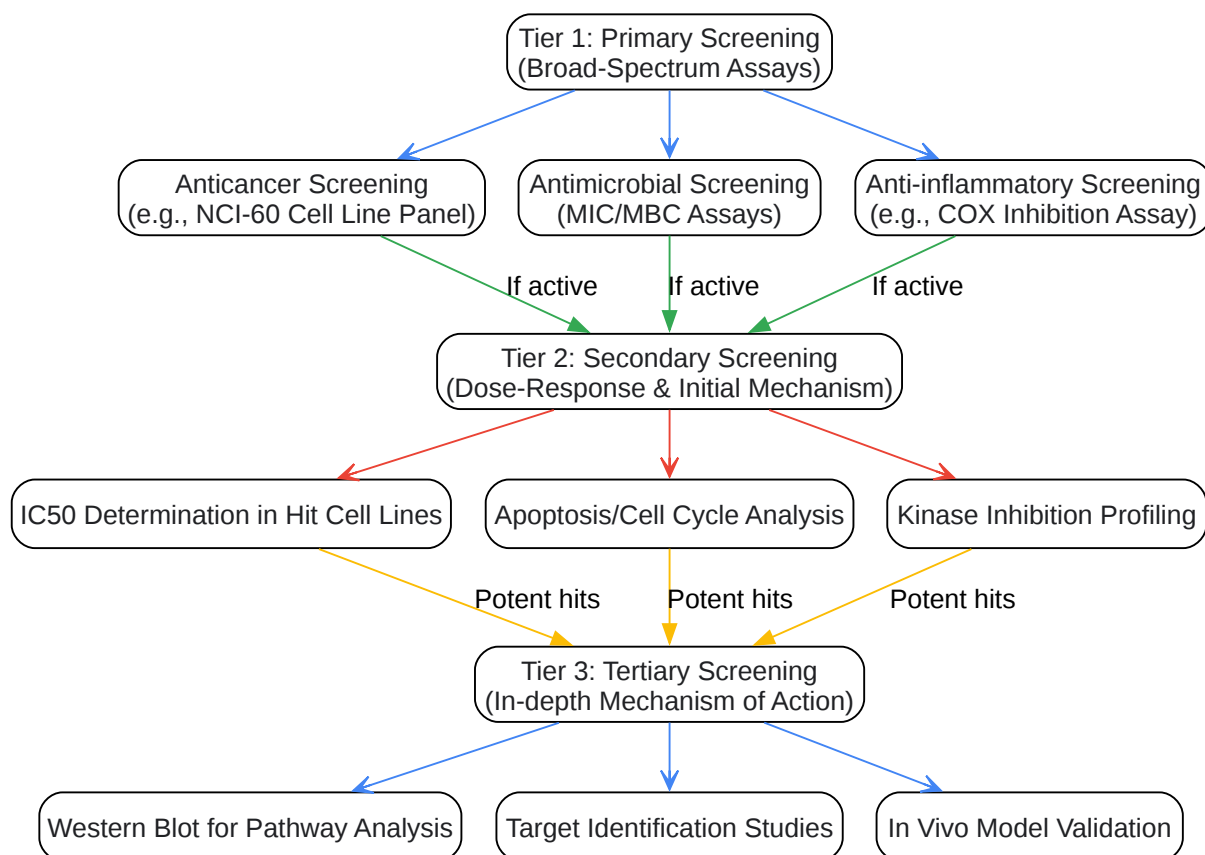 Tier 1: Primary Screening
(Broad-Spectrum Assays)
Anticancer Screening
(e.g., NCI-60 Cell Line Panel)
Antimicrobial Screening
(MIC/MBC Assays)
Anti-inflammatory Screening
(e.g., COX Inhibition Assay)
If active
If active
If active
Tier 2: Secondary Screening
(Dose-Response & Initial Mechanism)
IC50 Determination in Hit Cell Lines
Apoptosis/Cell Cycle Analysis
Kinase Inhibition Profiling
Potent hits
Potent hits
Potent hits
Tier 3: Tertiary Screening
(In-depth Mechanism of Action)
Western Blot for Pathway Analysis
Target Identification Studies
In Vivo Model Validation